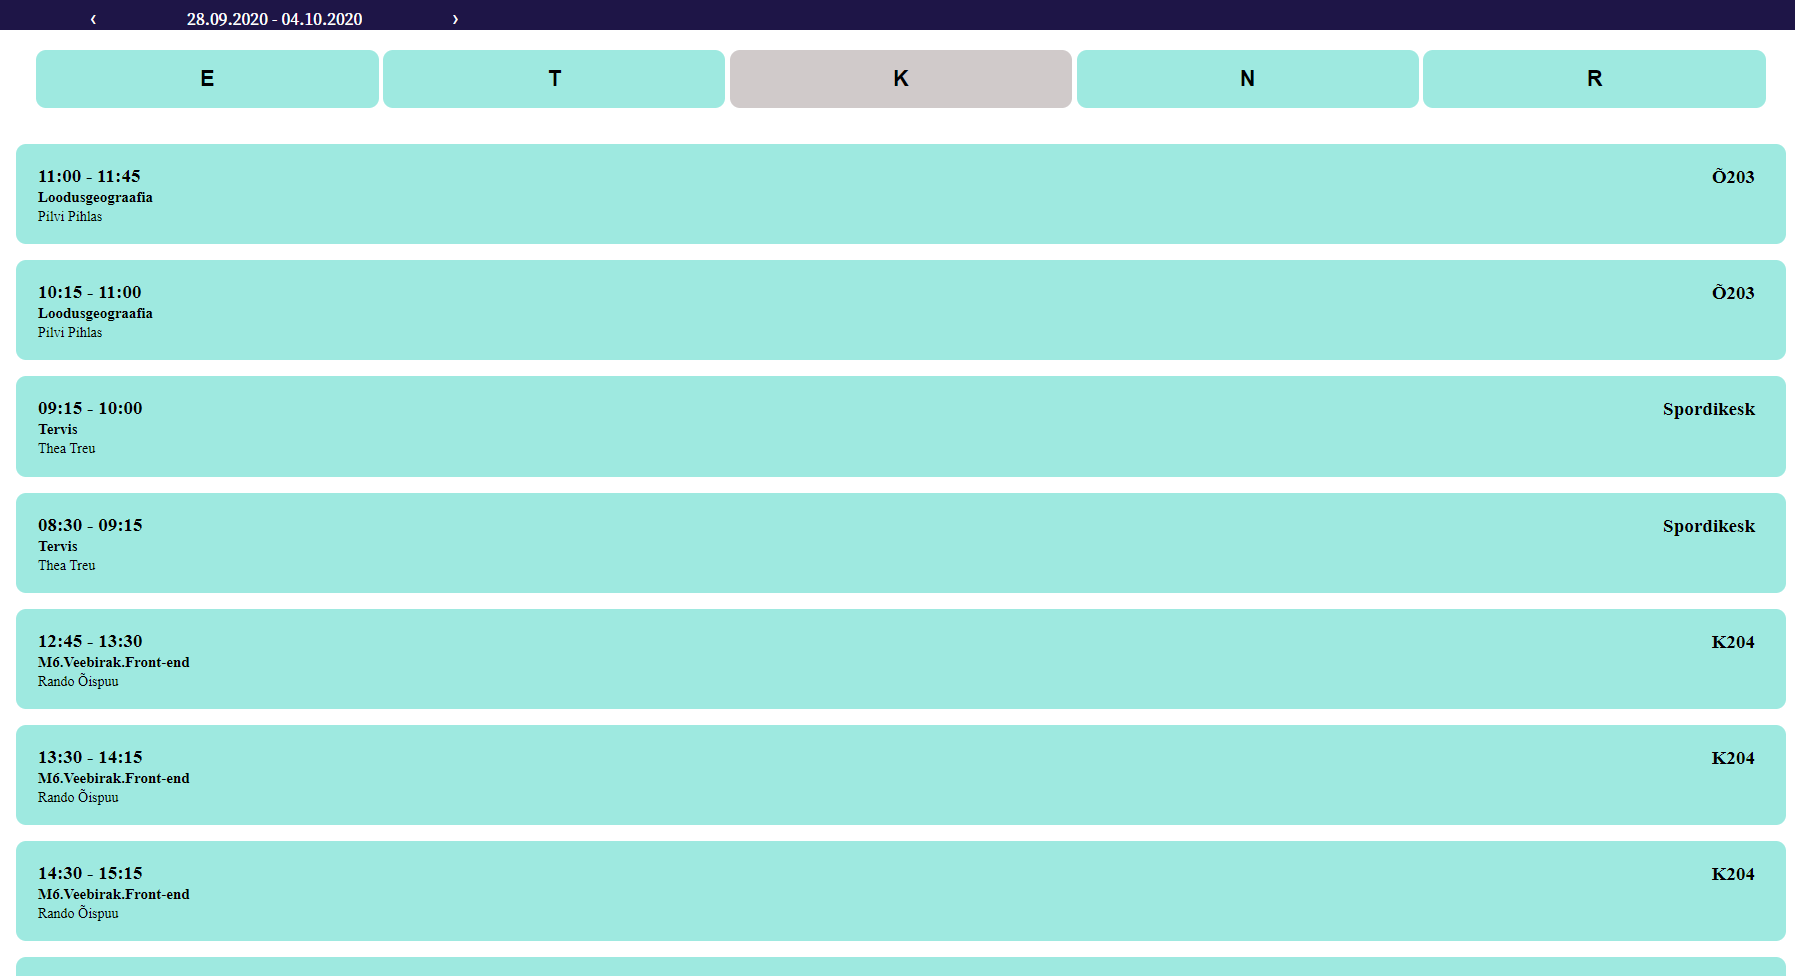 ‹ 28.09.2020 - 04.10.2020 ›
E T K N R
11:00 - 11:45 Õ203
Loodusgeograafia
Pilvi Pihlas
10:15 - 11:00 Õ203
Loodusgeograafia
Pilvi Pihlas
09:15 - 10:00 Spordikesk
Tervis
Thea Treu
08:30 - 09:15 Spordikesk
Tervis
Thea Treu
12:45 - 13:30 K204
M6.Veebirak.Front-end
Rando Õispuu
13:30 - 14:15 K204
M6.Veebirak.Front-end
Rando Õispuu
14:30 - 15:15 K204
M6.Veebirak.Front-end
Rando Õispuu